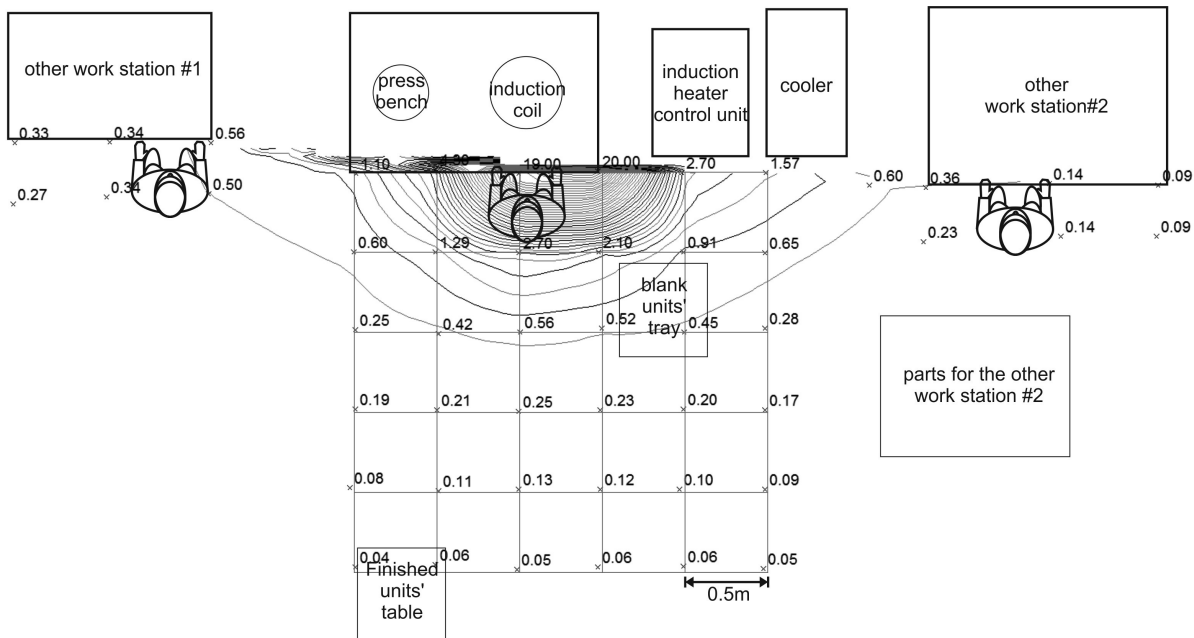 other work station #1
press
bench
induction
coil
induction
heater
control unit
cooler
other
work station#2
0.33
0.34
0.56
1.10
1.30
19.00
20.00
2.70
1.57
0.60
0.36
0.14
0.09
0.27
0.34
0.50
0.60
1.29
2.70
2.10
0.91
0.65
0.23
0.14
0.09
blank
units'
tray
0.25
0.42
0.56
0.52
0.45
0.28
parts for the other
work station #2
0.19
0.21
0.25
0.23
0.20
0.17
0.08
0.11
0.13
0.12
0.10
0.09
0.04
0.06
0.05
0.06
0.06
0.05
Finished
units'
table
0.5m